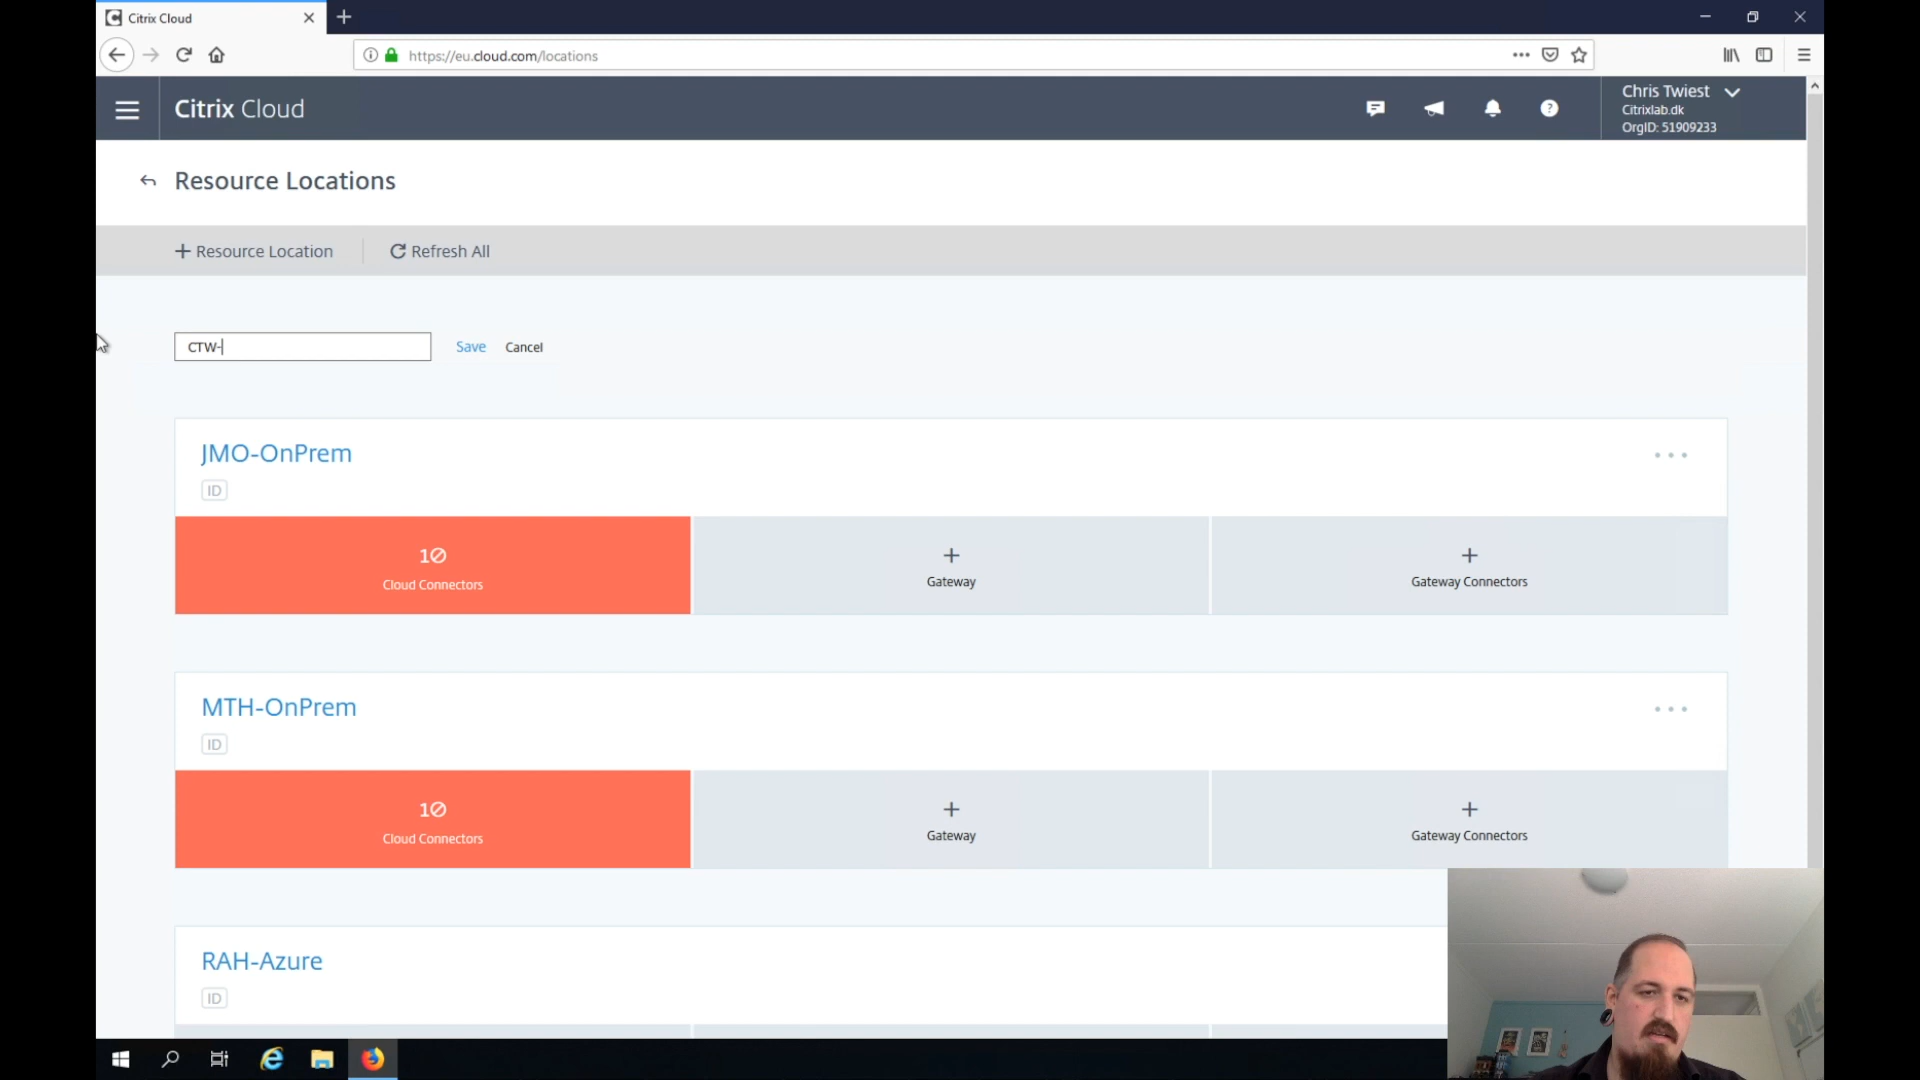 Citrix Cloud
https://eu.cloud.com/locations
Citrix Cloud
Chris Twiest
Citrixlab.dk
OrgID: 51909233
Resource Locations
+ Resource Location
Refresh All
CTW-
Save
Cancel
JMO-OnPrem
ID
1
Cloud Connectors
+
Gateway
+
Gateway Connectors
MTH-OnPrem
ID
1
Cloud Connectors
+
Gateway
+
Gateway Connectors
RAH-Azure
ID